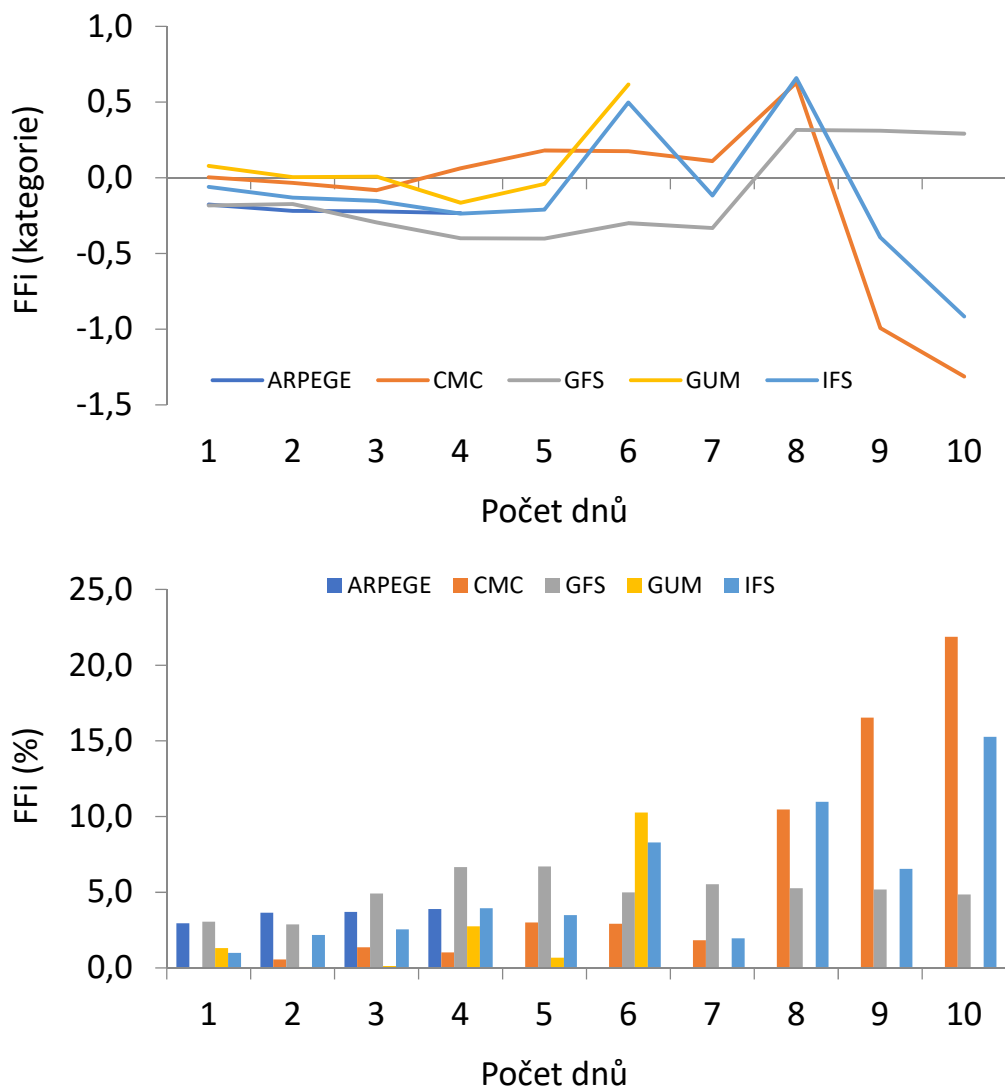 1,0
0,5
0,0
-0,5
-1,0
-1,5
FFi (kategorie)
ARPEGE CMC GFS GUM IFS
1 2 3 4 5 6 7 8 9 10
Počet dnů
ARPEGE CMC GFS GUM IFS
25,0
20,0
15,0
10,0
5,0
0,0
FFi (%)
1 2 3 4 5 6 7 8 9 10
Počet dnů